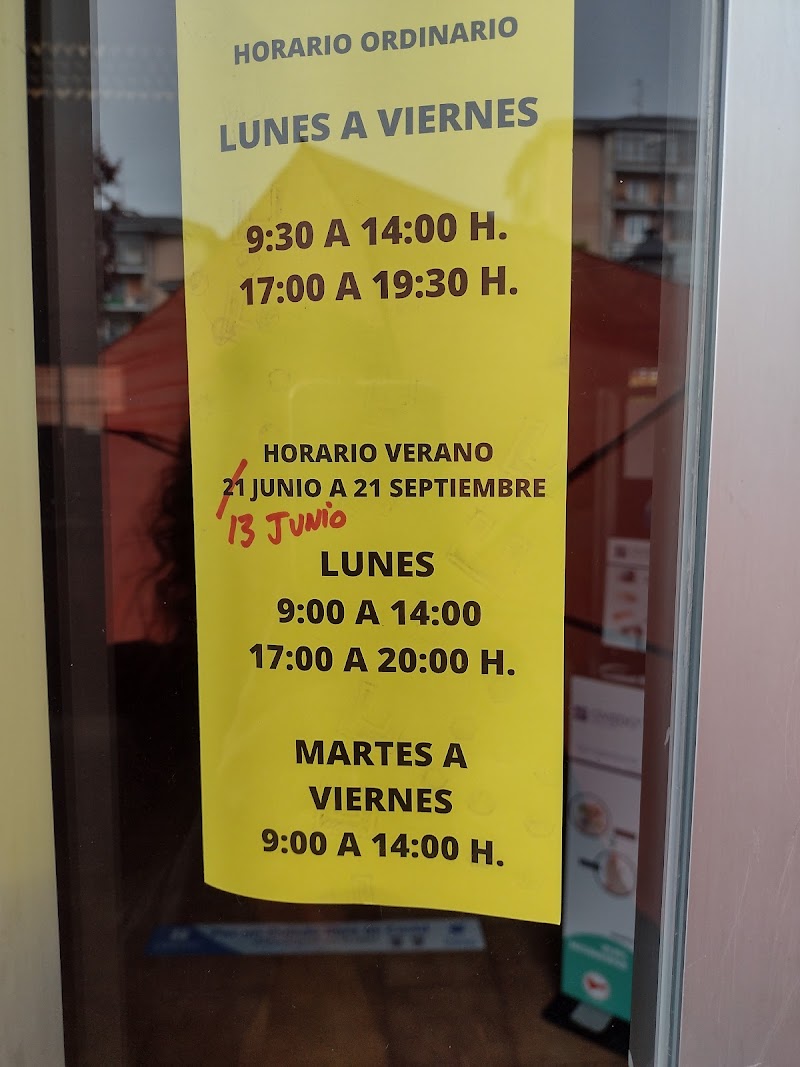 HORARIO ORDINARIO
LUNES A VIERNES
9:30 A 14:00 H.
17:00 A 19:30 H.
HORARIO VERANO
21 JUNIO A 21 SEPTIEMBRE
13 JUNIO
LUNES
9:00 A 14:00
17:00 A 20:00 H.
MARTES A
VIERNES
9:00 A 14:00 H.